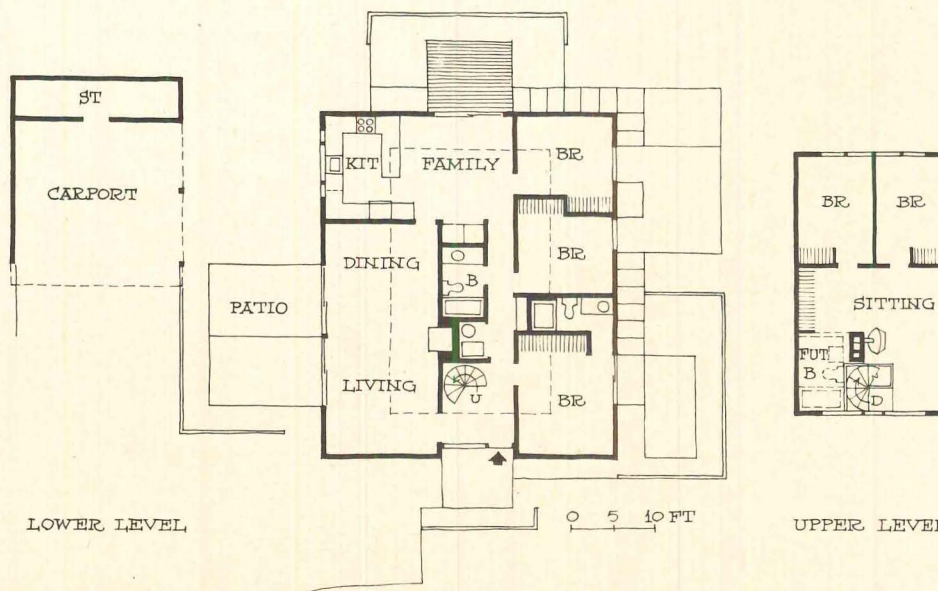 ST
CARPORT
KIT
FAMILY
BR
BR
DINING
B
PATIO
LIVING
U
BR
0 5 10 FT
LOWER LEVEL
BR
BR
SITTING
FUT
B
D
UPPER LEVEL